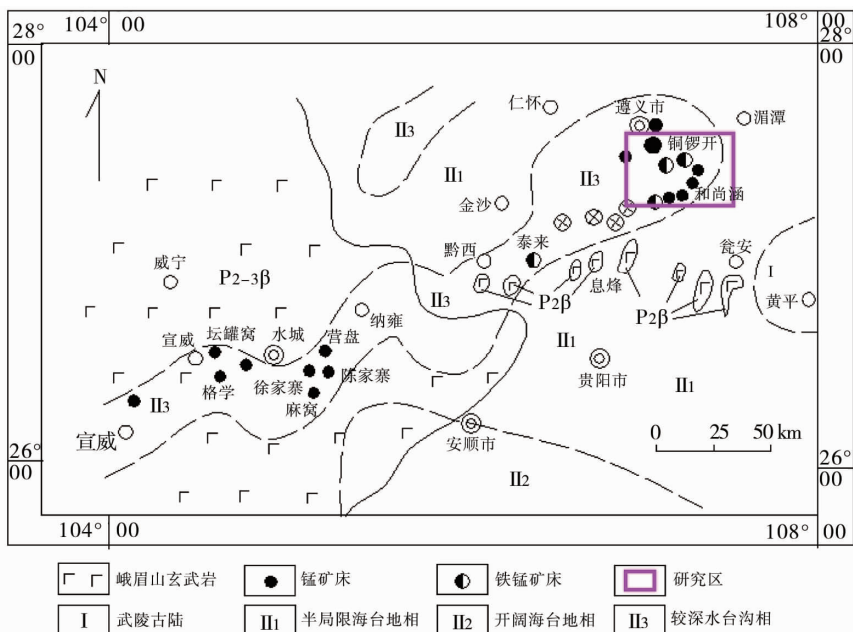 104° 00
108° 00
28° 00
28° 00
N
仁怀
遵义市
湄潭
II3
铜锣开
II1
II3
金沙
和尚涵
黔西
泰来
瓮安
I
威宁
P2-3β
II3
P2β
息烽
P2β
黄平
纳雍
宣威
坛罐窝
水城
营盘
II1
贵阳市
格学
徐家寨
陈家寨
II1
II3
麻窝
0 25 50 km
宣威
安顺市
26° 00
26° 00
II2
104° 00
108° 00
峨眉山玄武岩
锰矿床
铁锰矿床
研究区
I
武陵古陆
II1
半局限海台地相
II2
开阔海台地相
II3
较深水台沟相